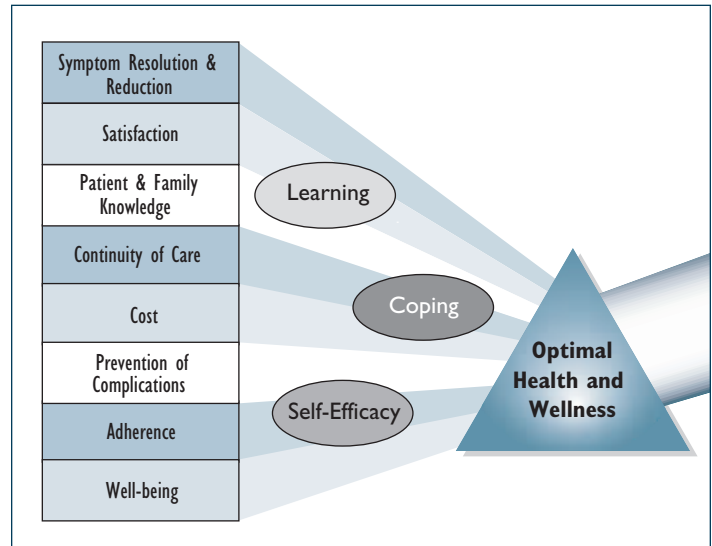 Symptom Resolution &
Reduction
Satisfaction
Patient & Family
Knowledge
Continuity of Care
Cost
Prevention of
Complications
Adherence
Well-being
Learning
Coping
Self-Efficacy
Optimal
Health and
Wellness